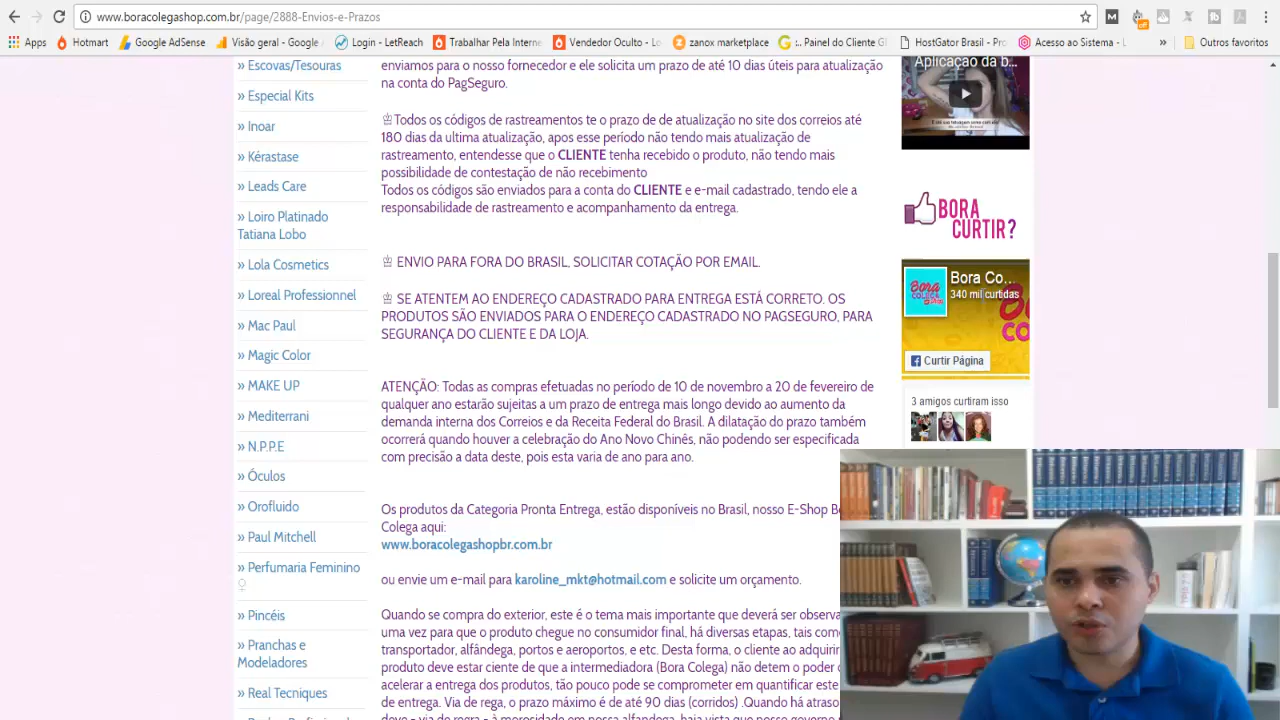 www.boracolegashop.com.br/page/2888-Envios-e-Prazos
Apps
Hotmart
Google AdSense
Visão geral
Login - LetReach
Trabalhando Intern
Vendedor Oculto - Lo
zanox marketplace
Painel do Cliente G
Hostmart
Acesso ao Sistema - L
»
Outros favoritos
» Escovas/Tesouras
» Especial Kits
» Inoar
» Kérastase
» Leads Care
» Loiro Platinado
Tatiana Lobo
» Lola Cosmetics
» Loreal Professionnel
» Mac Paul
» Magic Color
» MAKE UP
» Mediterrani
» N.P.P.E
» Óculos
» Orofluido
» Paul Mitchell
» Perfumaria Feminino
» Pincéis
» Pranchas e
Modeladores
» Real Tecniques
enviamos para o nosso fornecedor e ele solicita um prazo de até 10 dias úteis para atualização
na conta do PagSeguro.
♔Todos os códigos de rastreamentos te o prazo de de atualização no site dos correios até
180 dias da ultima atualização, apos esse período não tendo mais atualização de
rastreamento, entendesse que o CLIENTE tenha recebido o produto, não tendo mais
possibilidade de contestação de não recebimento
Todos os códigos são enviados para a conta do CLIENTE e e-mail cadastrado, tendo ele a
responsabilidade de rastreamento e acompanhamento da entrega.
♔ ENVIO PARA FORA DO BRASIL, SOLICITAR COTAÇÃO POR EMAIL.
♔ SE ATENTEM AO ENDEREÇO CADASTRADO PARA ENTREGA ESTÁ CORRETO. OS
PRODUTOS SÃO ENVIADOS PARA O ENDEREÇO CADASTRADO NO PAGSEGURO, PARA
SEGURANÇA DO CLIENTE E DA LOJA.
ATENÇÃO: Todas as compras efetuadas no período de 10 de novembro a 20 de fevereiro de
qualquer ano estarão sujeitas a um prazo de entrega mais longo devido ao aumento da
demanda interna dos Correios e da Receita Federal do Brasil. A dilatação do prazo também
ocorrerá quando houver a celebração do Ano Novo Chinês, não podendo ser especificada
com precisão a data deste, pois esta varia de ano para ano.
Os produtos da Categoria Pronta Entrega, estão disponíveis no Brasil, nosso E-Shop Bo
Colega aqui:
www.boracolegashopbr.com.br
ou envie um e-mail para karoline_mkt@hotmail.com e solicite um orçamento.
Quando se compra do exterior, este é o tema mais importante que deverá ser observa
uma vez para que o produto chegue no consumidor final, há diversas etapas, tais como
transportador, alfândega, portos e aeroportos, e etc. Desta forma, o cliente ao adquirir
produto deve estar ciente de que a intermediadora (Bora Colega) não detem o poder d
acelerar a entrega dos produtos, tão pouco pode se comprometer em quantificar este
de entrega. Via de rega, o prazo máximo é de até 90 dias (corridos) .Quando há atraso
Aplicação da b...
BORA
CURTIR?
Bora Co...
340 mil curtidas
Curtir Página
3 amigos curtiram isso